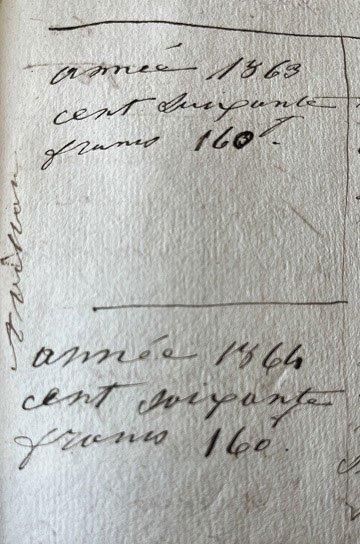 année 1863
cent soixante
francs 160f.
année 1864
cent soixante
francs 160.